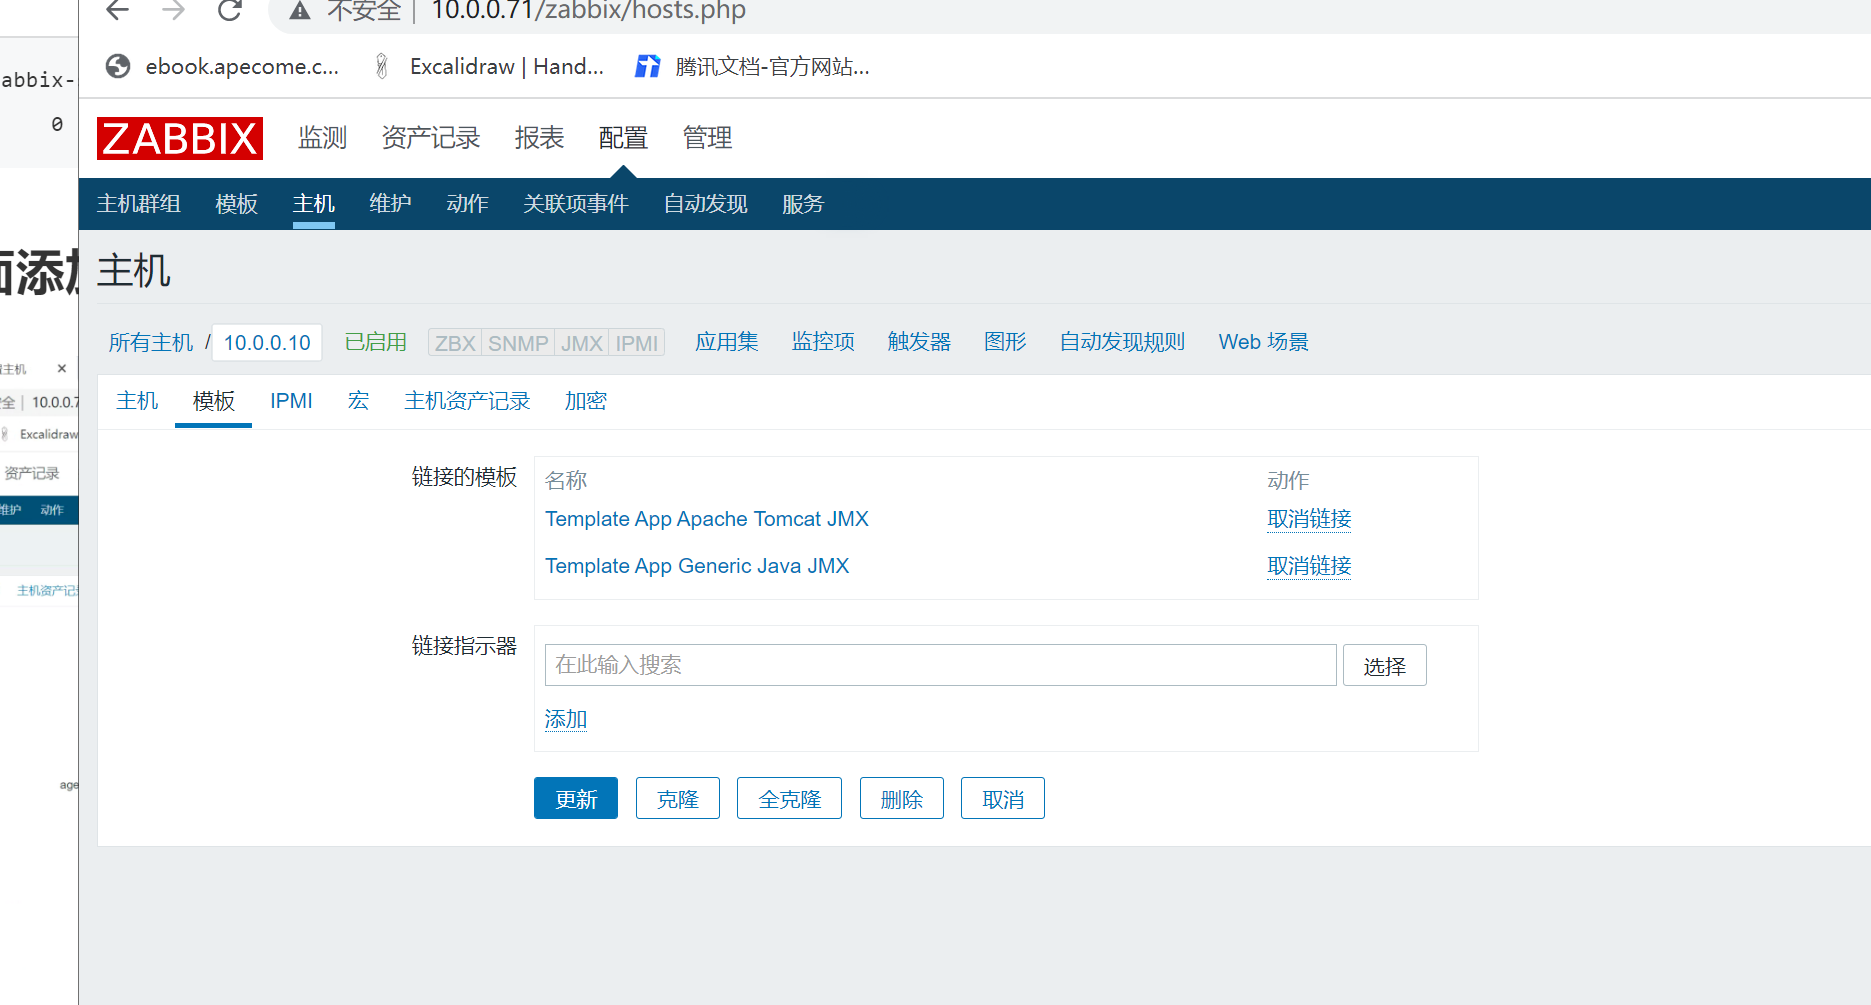 不安全 | 10.0.0.71/zabbix/hosts.php
ebook.apecome.c... Excalidraw | Hand... 腾讯文档-官方网站...
abbix-
0
ZABBIX 监测 资产记录 报表 配置 管理
主机群组 模板 主机 维护 动作 关联项事件 自动发现 服务
面添加
主机
所有主机 / 10.0.0.10 已启用 ZBX SNMP JMX IPMI 应用集 监控项 触发器 图形 自动发现规则 Web 场景
主机
全 | 10.0.0.7
Excalidraw
资产记录
维护 动作
主机资产记录
age
主机 模板 IPMI 宏 主机资产记录 加密
链接的模板 名称 动作
Template App Apache Tomcat JMX 取消链接
Template App Generic Java JMX 取消链接
链接指示器 在此输入搜索 选择
添加
更新 克隆 全克隆 删除 取消